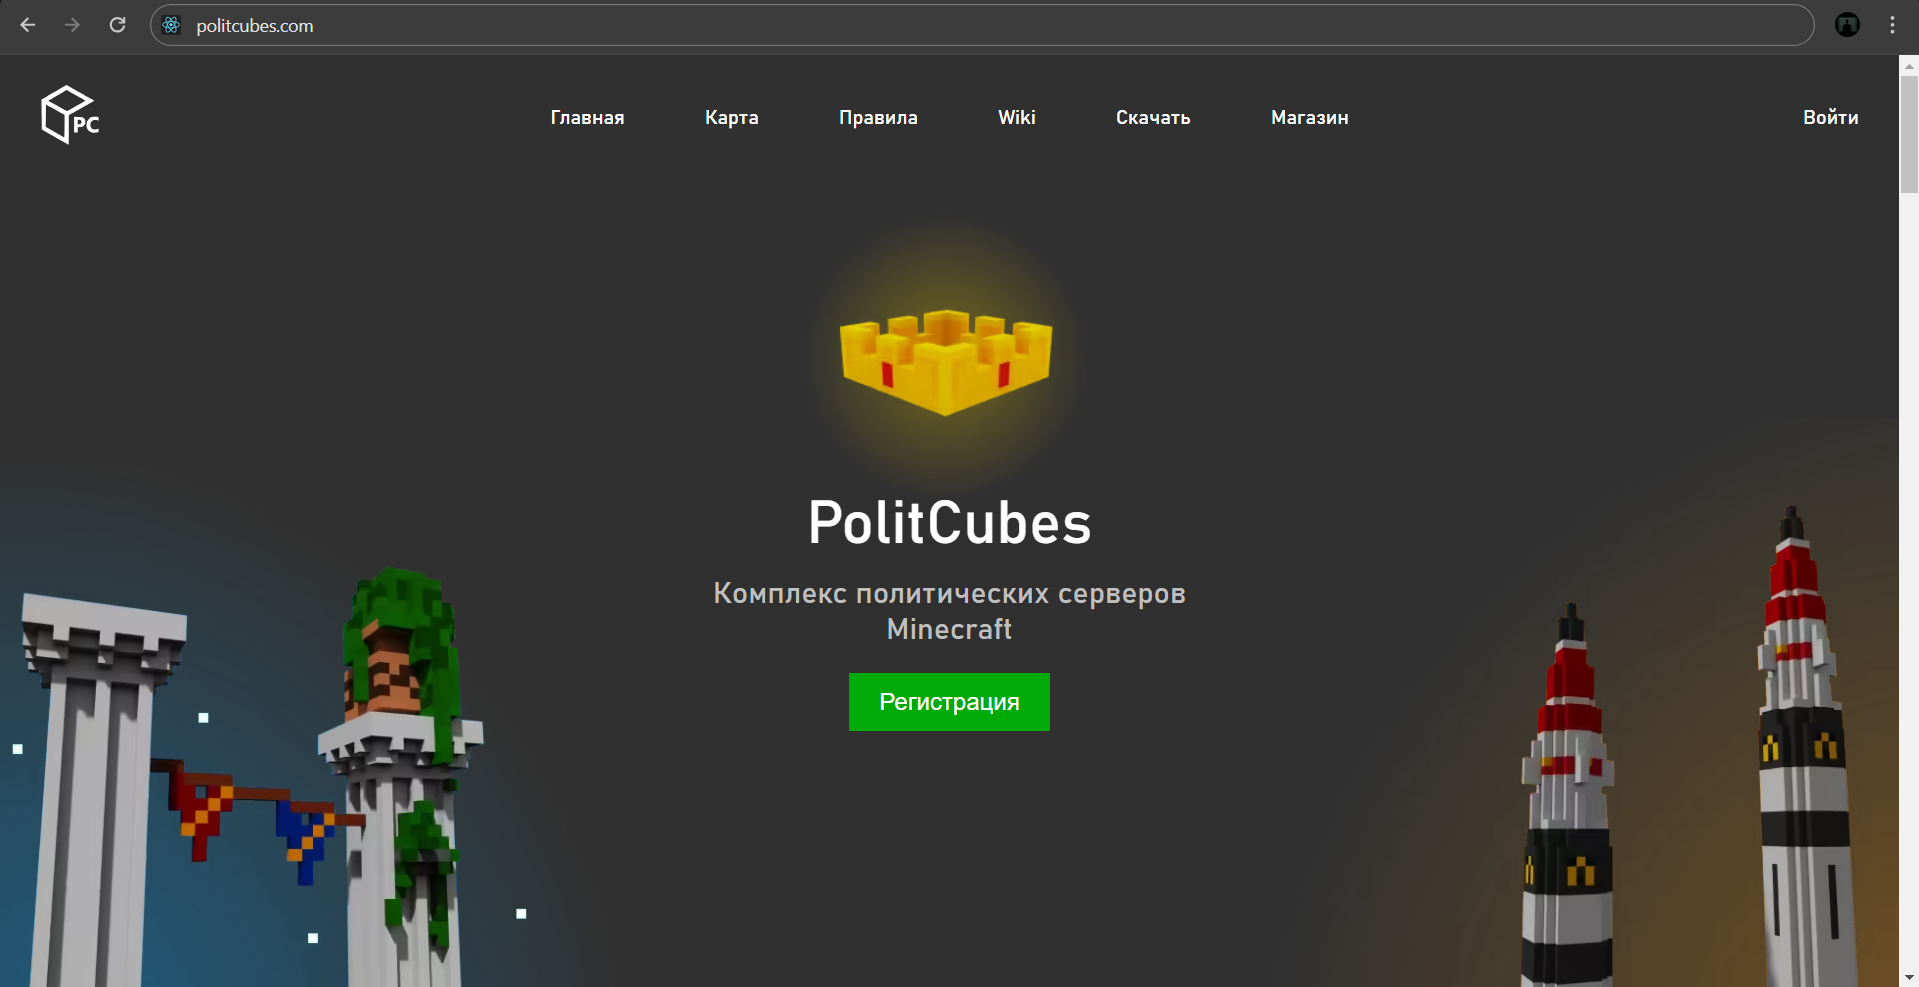 politcubes.com
PC
Главная
Карта
Правила
Wiki
Скачать
Магазин
Войти
PolitCubes
Комплекс политических серверов
Minecraft
Регистрация